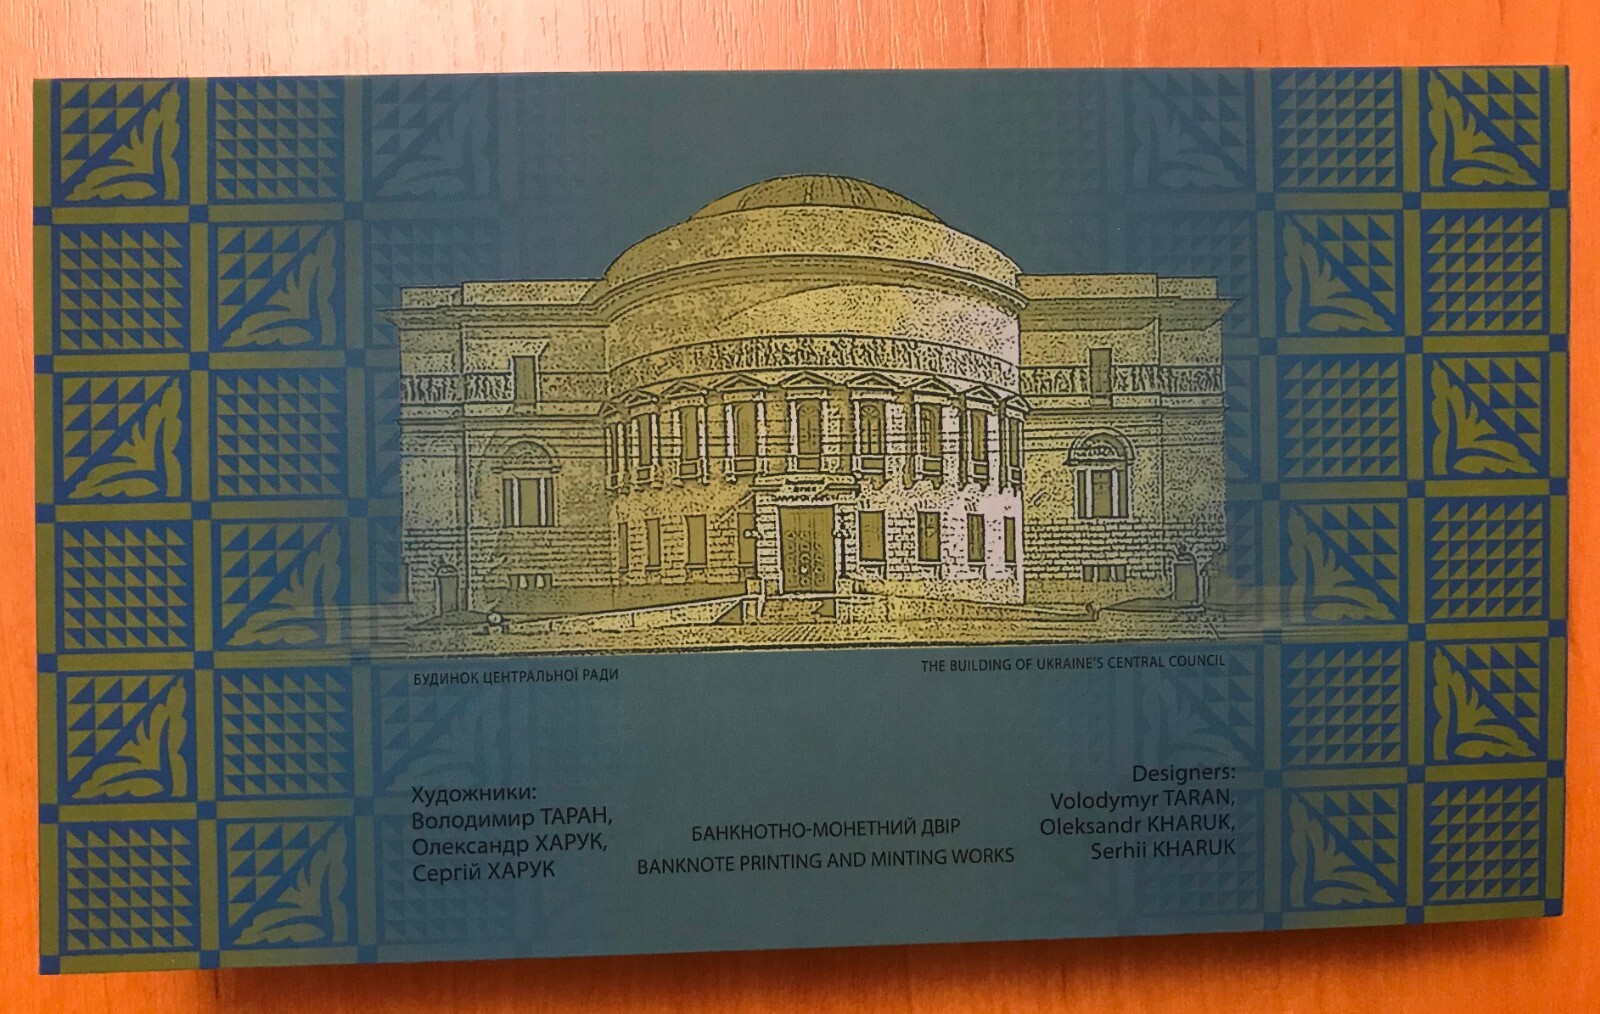 БУДИНОК ЦЕНТРАЛЬНОЇ РАДИ
THE BUILDING OF UKRAINE'S CENTRAL COUNCIL
Художники:
Володимир ТАРАН,
Олександр ХАРУК,
Сергій ХАРУК
БАНКНОТНО-МОНЕТНИЙ ДВІР
BANKNOTE PRINTING AND MINTING WORKS
Designers:
Volodymyr TARAN,
Oleksandr KHARUK,
Serhii KHARUK